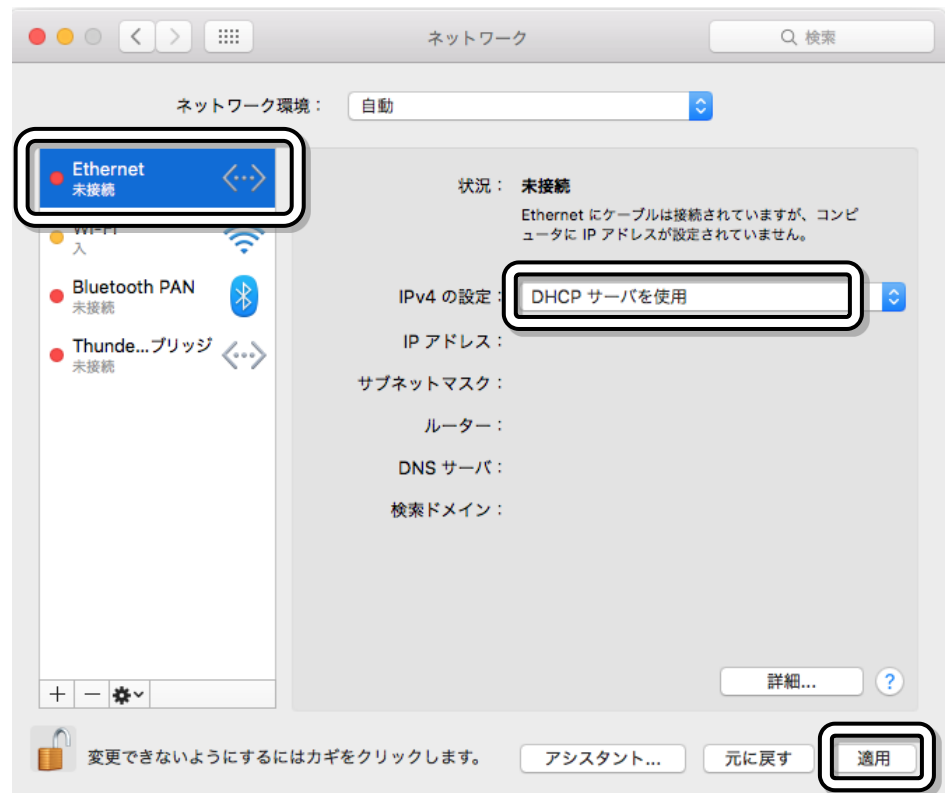 ネットワーク
検索
ネットワーク環境：
自動
Ethernet
未接続
Wi-Fi
入
Bluetooth PAN
未接続
Thunde...ブリッジ
未接続
状況：
未接続
Ethernet にケーブルは接続されていますが、コンピ
ュータに IP アドレスが設定されていません。
IPv4 の設定：
DHCP サーバを使用
IP アドレス：
サブネットマスク：
ルーター：
DNS サーバ：
検索ドメイン：
詳細...
?
変更できないようにするにはカギをクリックします。
アシスタント...
元に戻す
適用